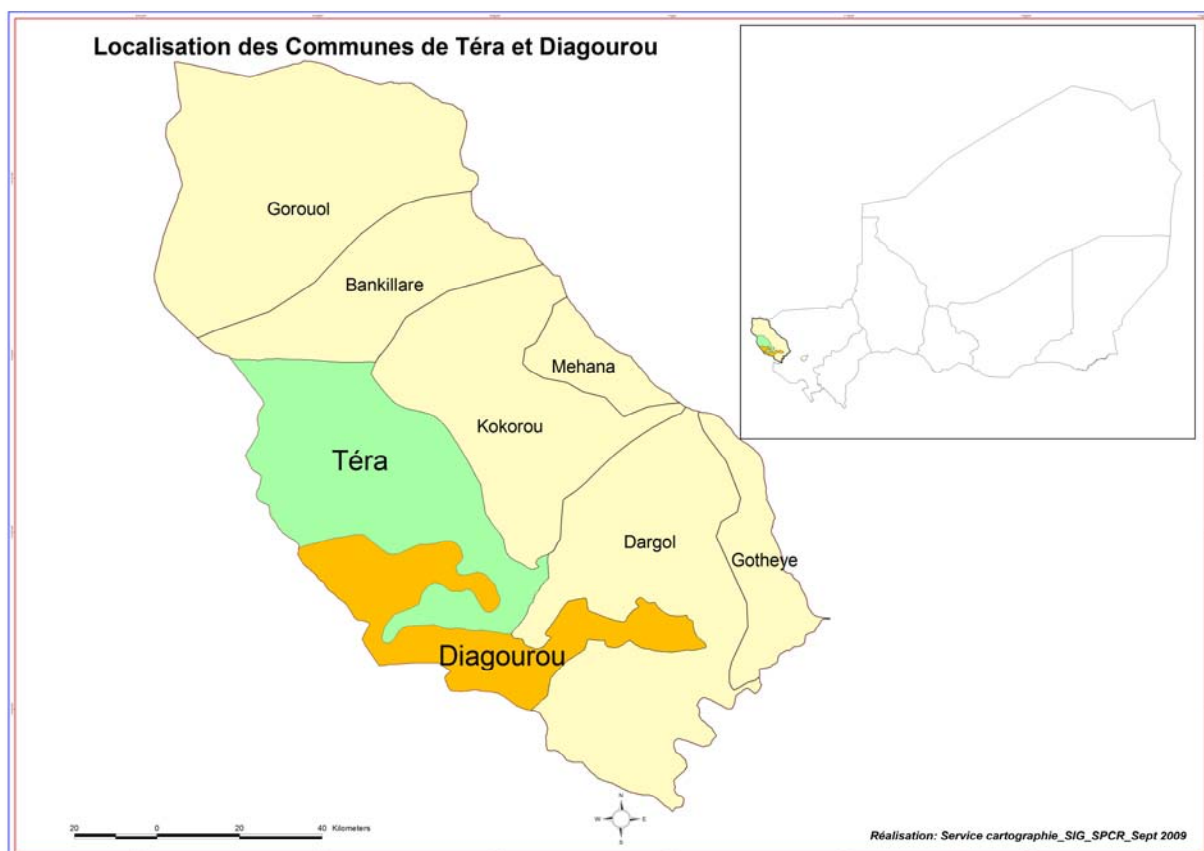 Localisation des Communes de Téra et Diagourou
Gorouol
Bankillare
Mehana
Kokorou
Téra
Dargol
Gotheye
Diagourou
N
W E
S
20 0 20 40 Kilometers
Réalisation: Service cartographie_SIG_SPCR_Sept 2009